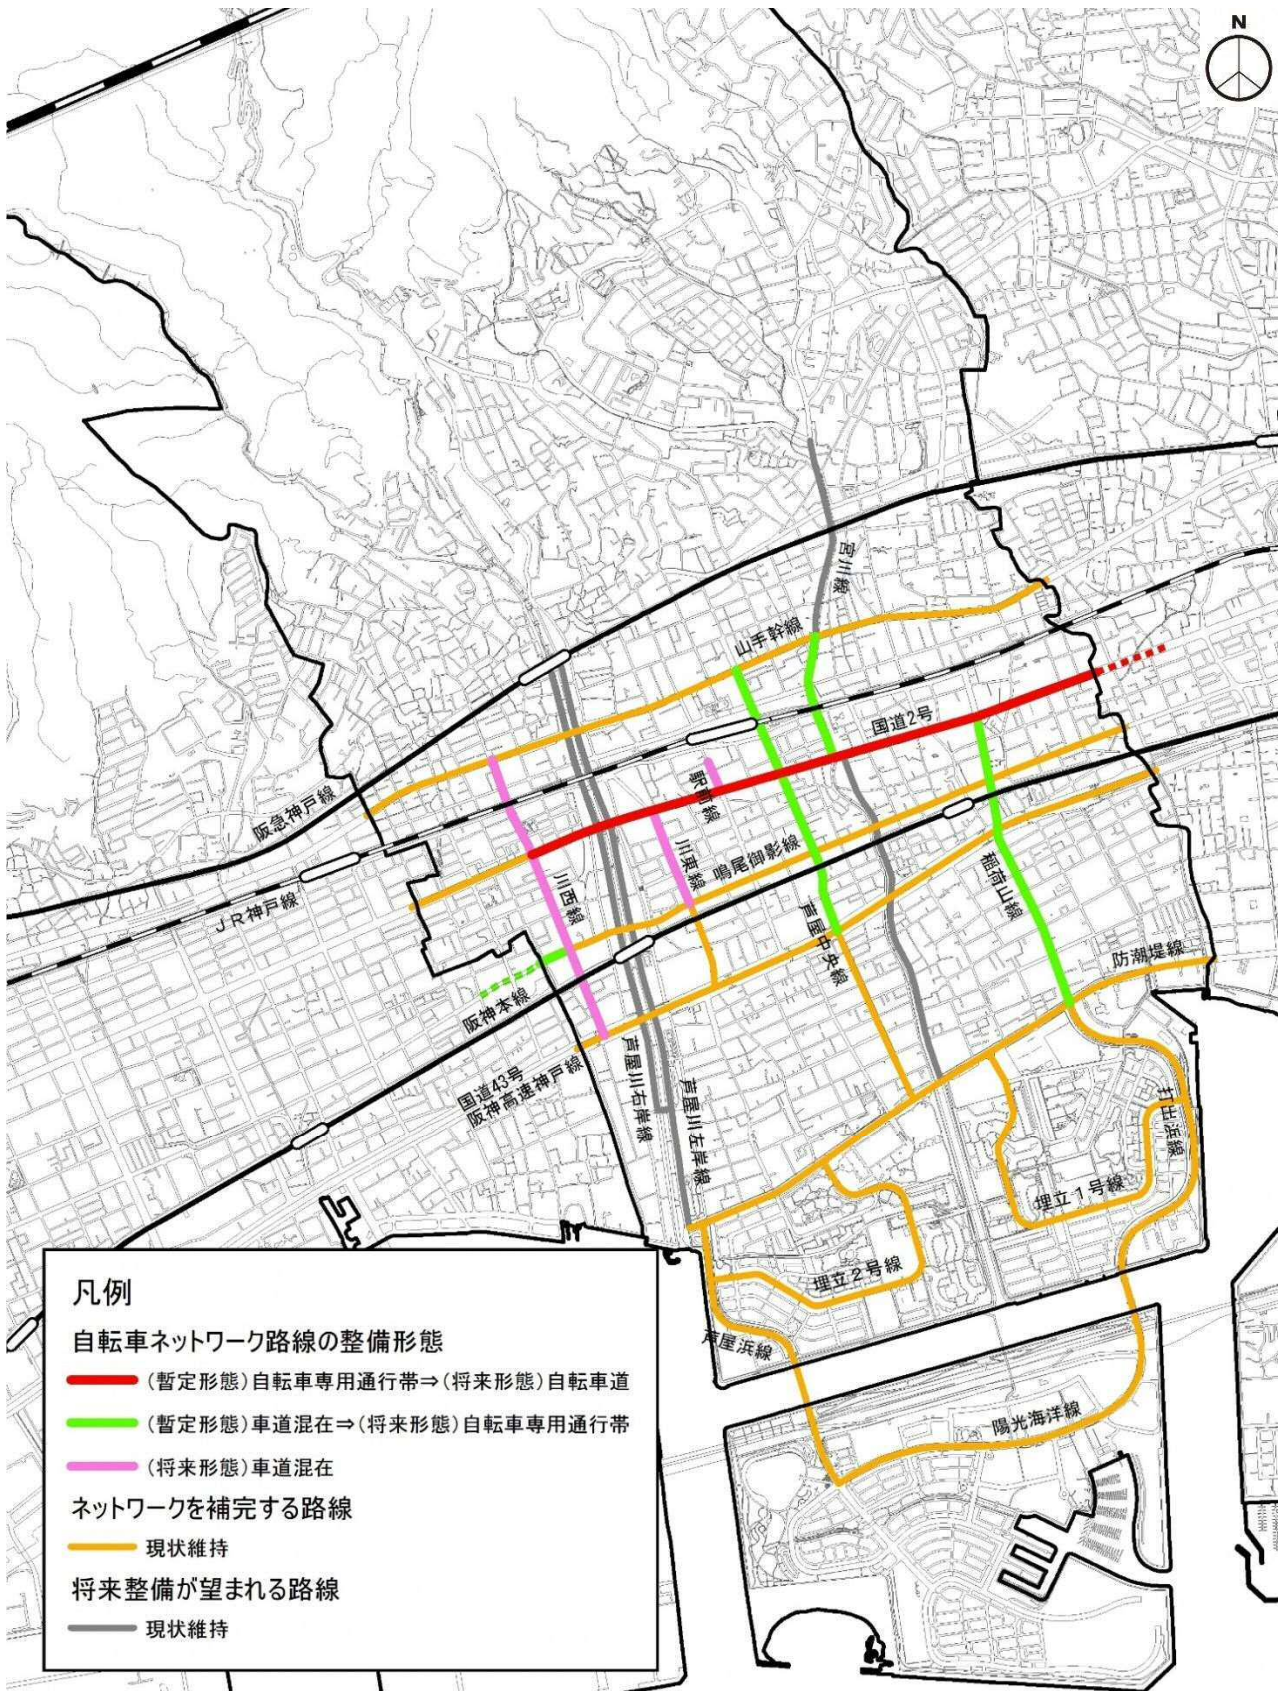 N
宮川線
山手幹線
国道2号
阪急神戸線
駅前線
JR神戸線
川西線
川東線
鳴尾御影線
芦屋中央線
稲荷山線
防潮堤線
阪神本線
国道43号
阪神高速神戸線
芦屋川右岸線
芦屋川左岸線
打出浜線
埋立1号線
埋立2号線
芦屋浜線
陽光海洋線
凡例
自転車ネットワーク路線の整備形態
(暫定形態)自転車専用通行帯⇒(将来形態)自転車道
(暫定形態)車道混在⇒(将来形態)自転車専用通行帯
(将来形態)車道混在
ネットワークを補完する路線
現状維持
将来整備が望まれる路線
現状維持